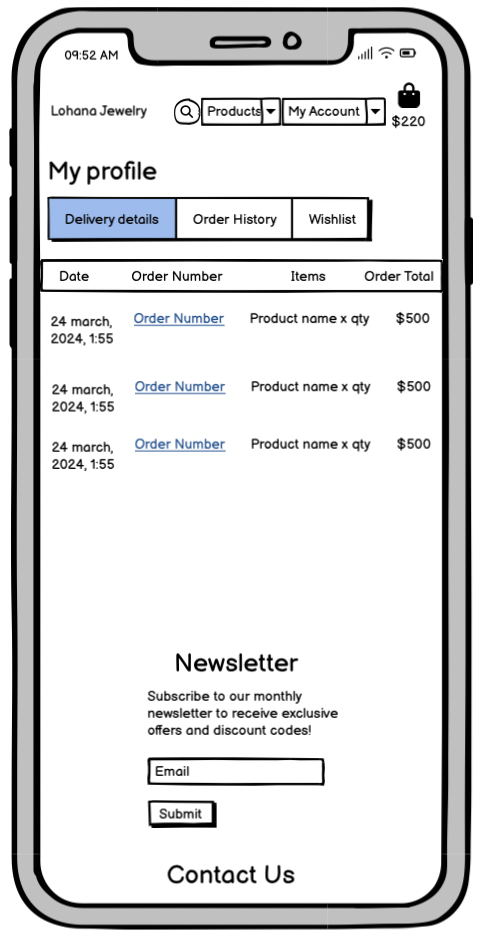 09:52 AM
Lohana Jewelry
Products
My Account
$220
My profile
Delivery details
Order History
Wishlist
Date Order Number Items Order Total
24 march, Order Number Product name x qty $500
2024, 1:55
24 march, Order Number Product name x qty $500
2024, 1:55
24 march, Order Number Product name x qty $500
2024, 1:55
Newsletter
Subscribe to our monthly
newsletter to receive exclusive
offers and discount codes!
Email
Submit
Contact Us